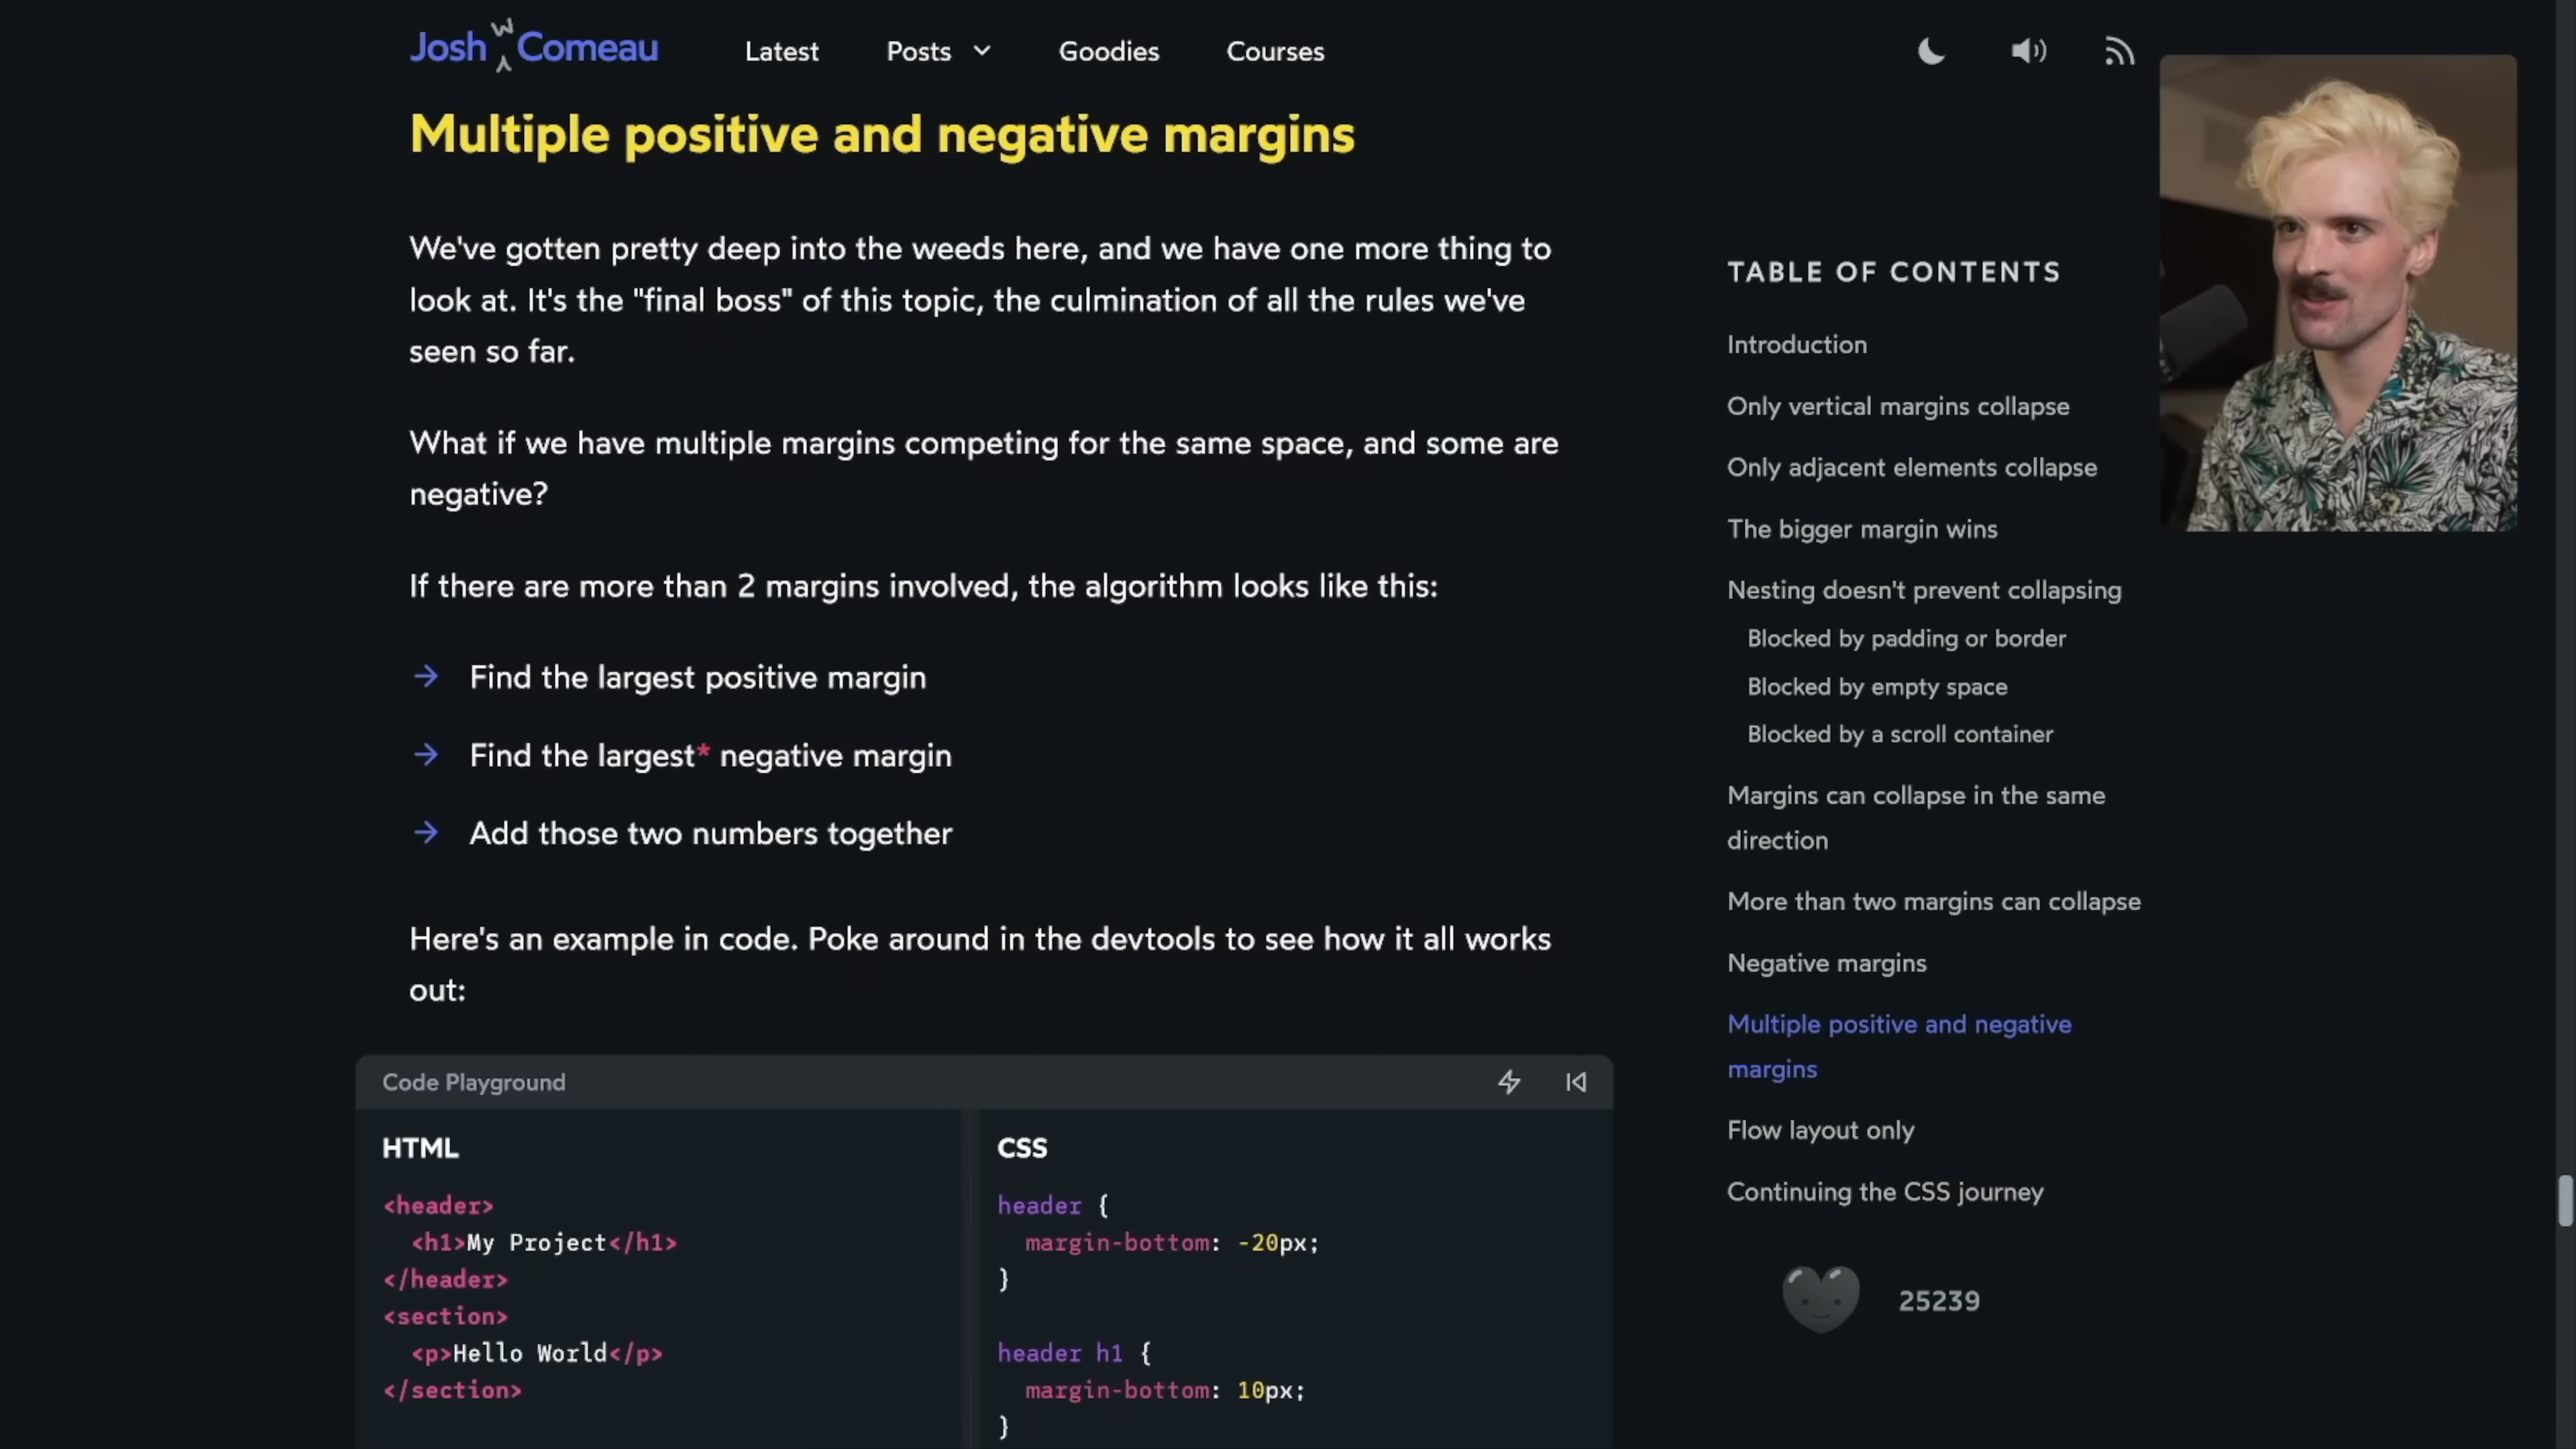 Josh W Comeau
Latest
Posts
Goodies
Courses
Multiple positive and negative margins
We've gotten pretty deep into the weeds here, and we have one more thing to
look at. It's the "final boss" of this topic, the culmination of all the rules we've
seen so far.
What if we have multiple margins competing for the same space, and some are
negative?
If there are more than 2 margins involved, the algorithm looks like this:
→ Find the largest positive margin
→ Find the largest* negative margin
→ Add those two numbers together
Here's an example in code. Poke around in the devtools to see how it all works
out:
Code Playground
HTML
<header>
  <h1>My Project</h1>
</header>
<section>
  <p>Hello World</p>
</section>
CSS
header {
  margin-bottom: -20px;
}
header h1 {
  margin-bottom: 10px;
}
TABLE OF CONTENTS
Introduction
Only vertical margins collapse
Only adjacent elements collapse
The bigger margin wins
Nesting doesn't prevent collapsing
Blocked by padding or border
Blocked by empty space
Blocked by a scroll container
Margins can collapse in the same
direction
More than two margins can collapse
Negative margins
Multiple positive and negative
margins
Flow layout only
Continuing the CSS journey
25239